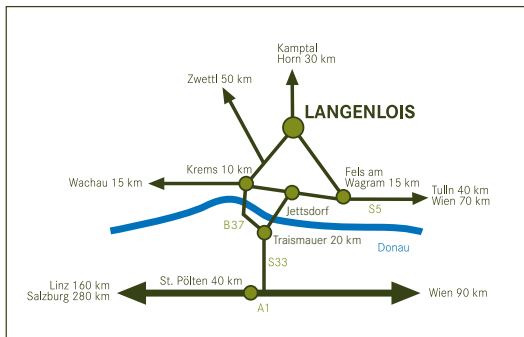 Kamptal
Horn 30 km
Zwettl 50 km
LANGENLOIS
Krems 10 km
Fels am
Wagram 15 km
Wachau 15 km
Tulln 40 km
Wien 70 km
S5
Jettsdorf
B37
Traismauer 20 km
Donau
S33
St. Pölten 40 km
Linz 160 km
Salzburg 280 km
Wien 90 km
A1